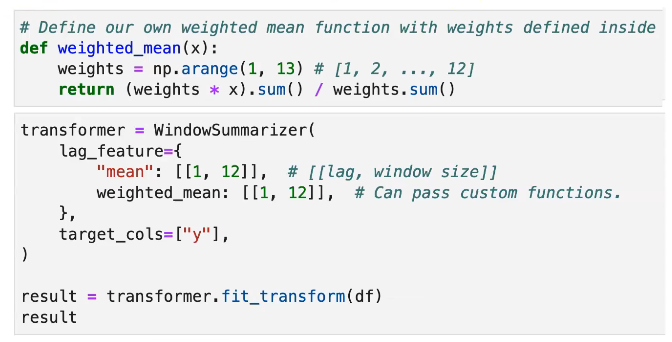 # Define our own weighted mean function with weights defined inside
def weighted_mean(x):
    weights = np.arange(1, 13) # [1, 2, ..., 12]
    return (weights * x).sum() / weights.sum()
transformer = WindowSummarizer(
    lag_feature={
        "mean": [[1, 12]],  # [[lag, window size]]
        weighted_mean: [[1, 12]],  # Can pass custom functions.
    },
    target_cols=["y"],
)
result = transformer.fit_transform(df)
result